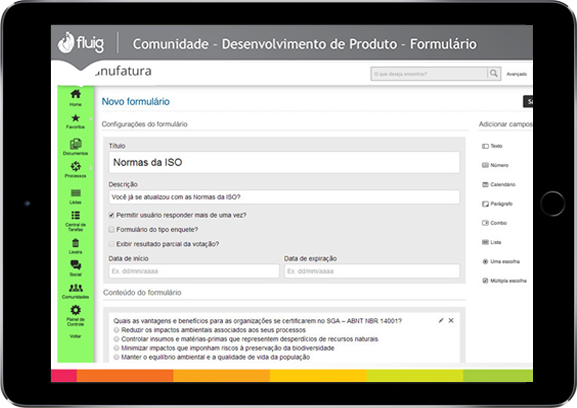 fluig
Comunidade - Desenvolvimento de Produto - Formulário
nufatura
O que deseja encontrar?
Avançado
Home
Favoritos
Documentos
Processos
Listas
Central de
Tarefas
Lixeira
Social
Comunidades
Painel de
Controle
Voltar
Novo formulário
Configurações do formulário
Título
Normas da ISO
Descrição
Você já se atualizou com as Normas da ISO?
Permitir usuário responder mais de uma vez?
Formulário do tipo enquete?
Exibir resultado parcial da votação?
Data de início
Data de expiração
Ex. dd/mm/aaaa
Ex. dd/mm/aaaa
Conteúdo do formulário
Quais as vantagens e benefícios para as organizações se certificarem no SGA – ABNT NBR 14001?
Reduzir os impactos ambientais associados aos seus processos
Controlar insumos e matérias-primas que representem desperdícios de recursos naturais
Minimizar impactos que imponham riscos à preservação da biodiversidade
Manter o equilíbrio ambiental e a qualidade de vida da população
Adicionar campos
Texto
Número
Calendário
Parágrafo
Combo
Lista
Uma escolha
Múltipla escolha